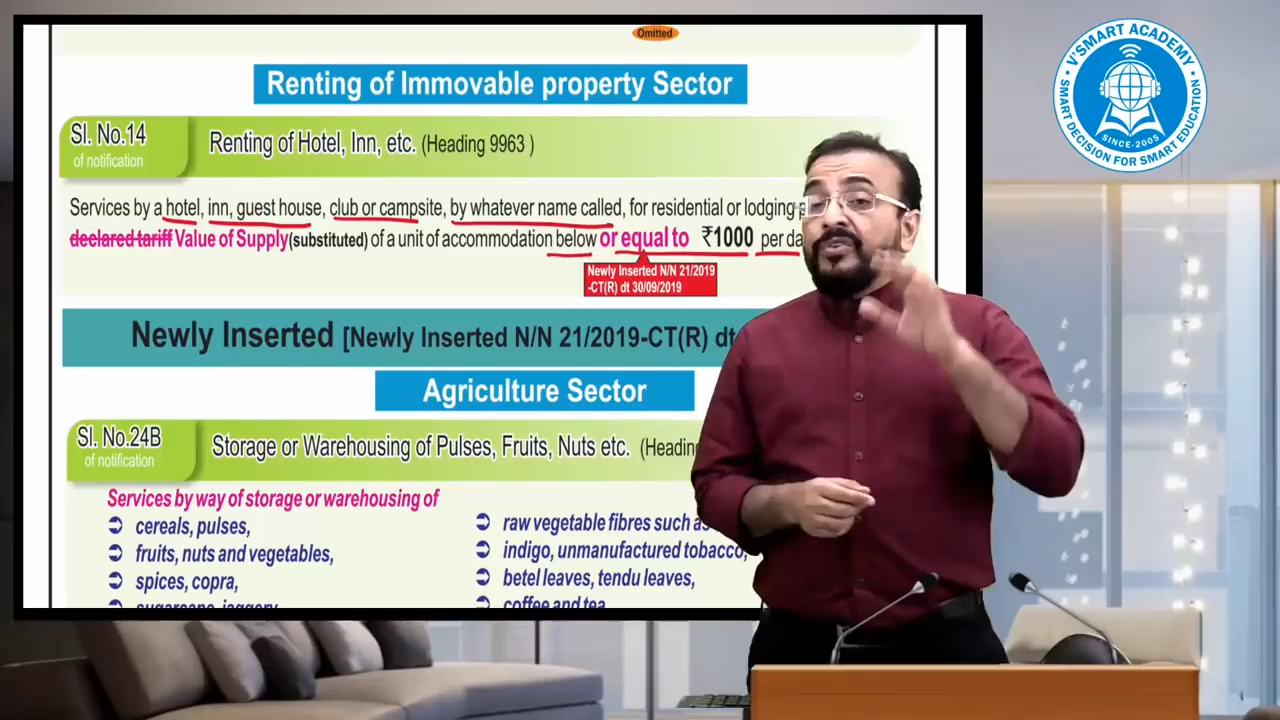 Omitted
Renting of Immovable property Sector
Sl. No.14
of notification
Renting of Hotel, Inn, etc. (Heading 9963 )
Services by a hotel, inn, guest house, club or campsite, by whatever name called, for residential or lodging
declared tariff Value of Supply(substituted) of a unit of accommodation below or equal to ₹1000 per
Newly Inserted N/N 21/2019
-CT(R) dt 30/09/2019
Newly Inserted [Newly Inserted N/N 21/2019-CT(R) dt
Agriculture Sector
Sl. No.24B
of notification
Storage or Warehousing of Pulses, Fruits, Nuts etc. (Heading
Services by way of storage or warehousing of
cereals, pulses,
fruits, nuts and vegetables,
spices, copra,
sugarcane, jaggery
raw vegetable fibres such as
indigo, unmanufactured tobacco,
betel leaves, tendu leaves,
coffee and tea
V'SMART ACADEMY
SMART DECISION FOR SMART EDUCATION
SINCE-2005